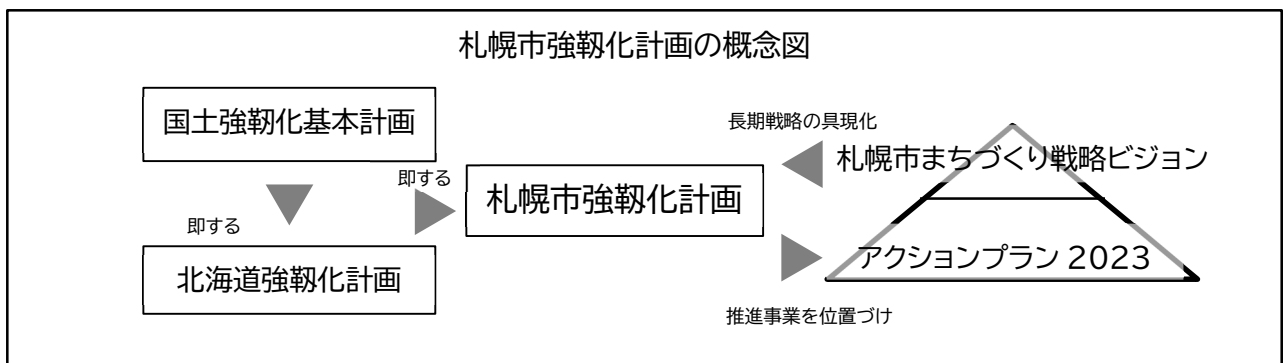 札幌市強靱化計画の概念図
国土強靱化基本計画
即する
北海道強靱化計画
即する
札幌市強靱化計画
長期戦略の具現化
札幌市まちづくり戦略ビジョン
アクションプラン 2023
推進事業を位置づけ